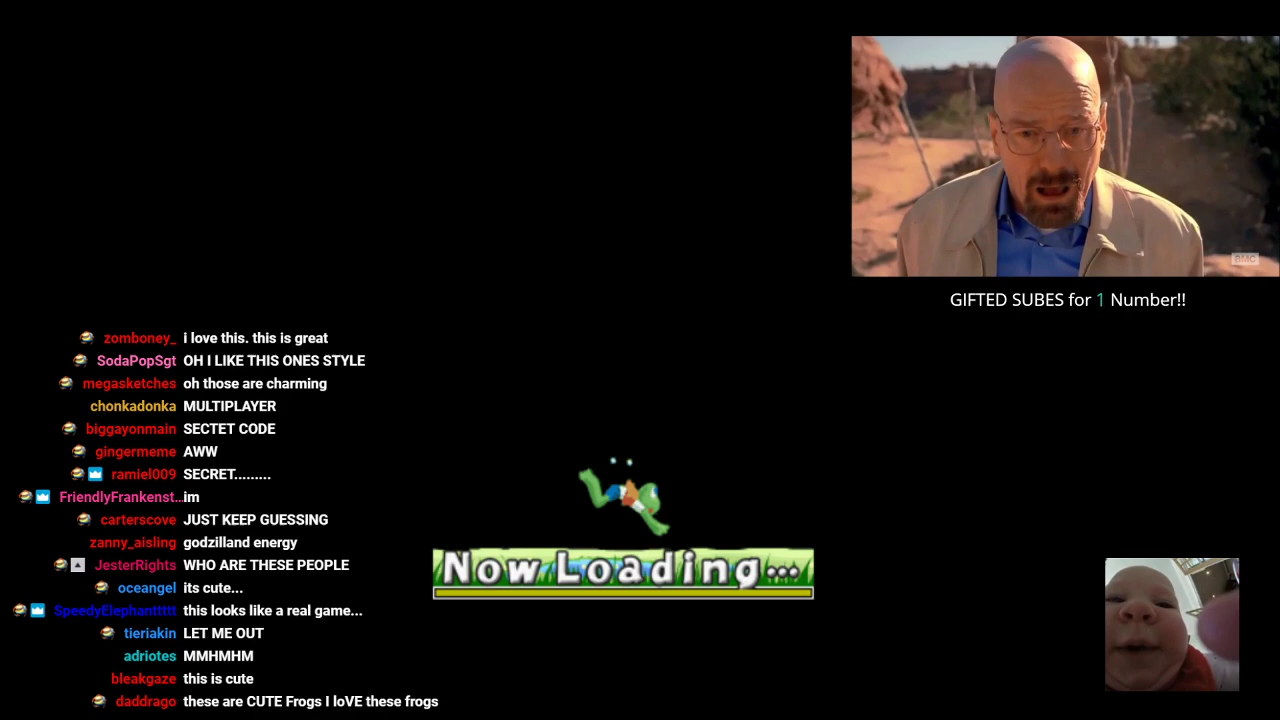 AMC
GIFTED SUBES for 1 Number!!
zomboney_ i love this. this is great
SodaPopSgt OH I LIKE THIS ONES STYLE
megasketches oh those are charming
chonkadonka MULTIPLAYER
biggayonmain SECTET CODE
gingermeme AWW
ramiel009 SECRET.........
FriendlyFrankenst... im
carterscove JUST KEEP GUESSING
zanny_aisling godzilland energy
JesterRights WHO ARE THESE PEOPLE
oceangel its cute...
SpeedyElephanttttt this looks like a real game...
tieriakin LET ME OUT
adriotes MMHMHM
bleakgaze this is cute
daddrago these are CUTE Frogs I loVE these frogs
Now Loading...